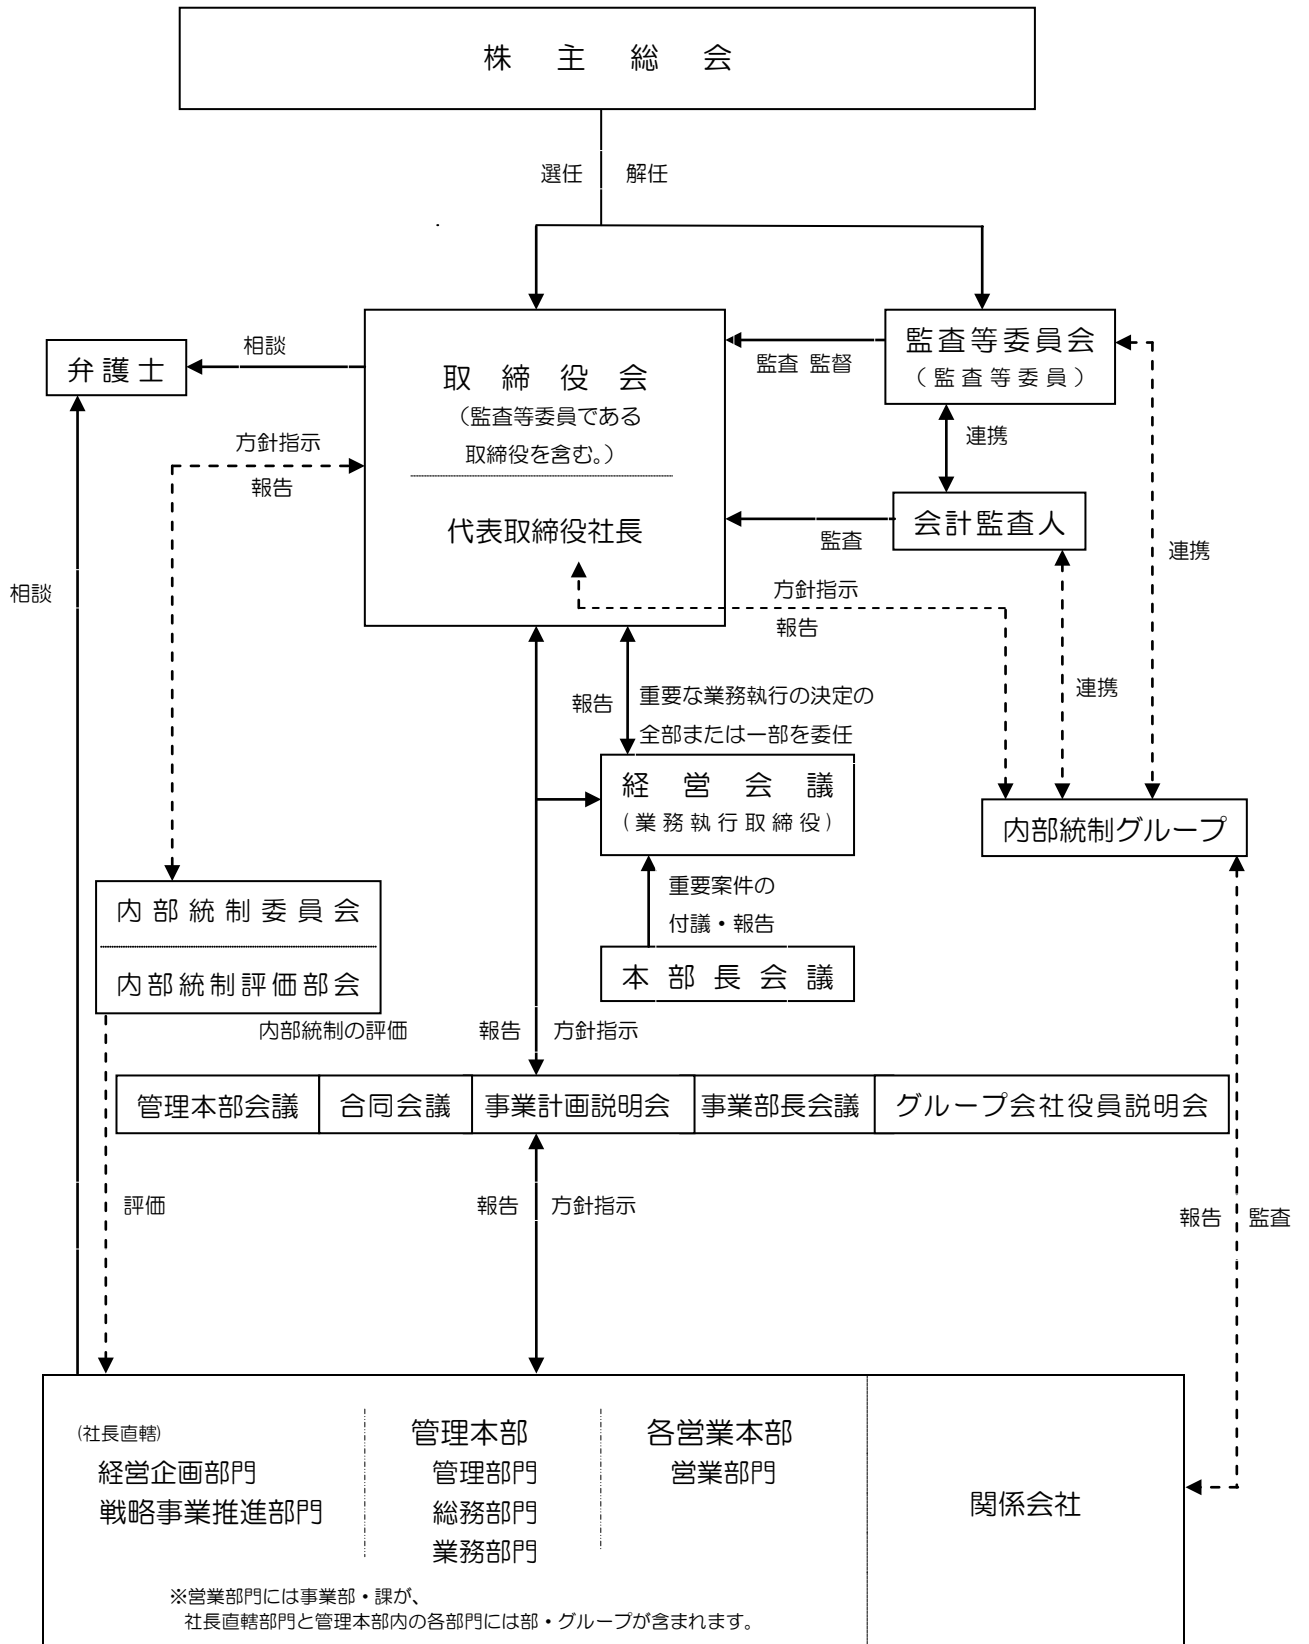 株主総会
選任 解任
監査等委員会
（監査等委員）
弁護士
相談
取締役会
（監査等委員である
取締役を含む。）
代表取締役社長
監査 監督
連携
方針指示
報告
会計監査人
監査
連携
相談
方針指示
報告
連携
報告
重要な業務執行の決定の
全部または一部を委任
経営会議
（業務執行取締役）
内部統制グループ
重要案件の
付議・報告
内部統制委員会
内部統制評価部会
本部長会議
内部統制の評価
報告 方針指示
管理本部会議 合同会議 事業計画説明会 事業部長会議 グループ会社役員説明会
評価
報告 方針指示
報告 監査
(社長直轄)
経営企画部門
戦略事業推進部門
管理本部
管理部門
総務部門
業務部門
各営業本部
営業部門
関係会社
※営業部門には事業部・課が、
社長直轄部門と管理本部内の各部門には部・グループが含まれます。